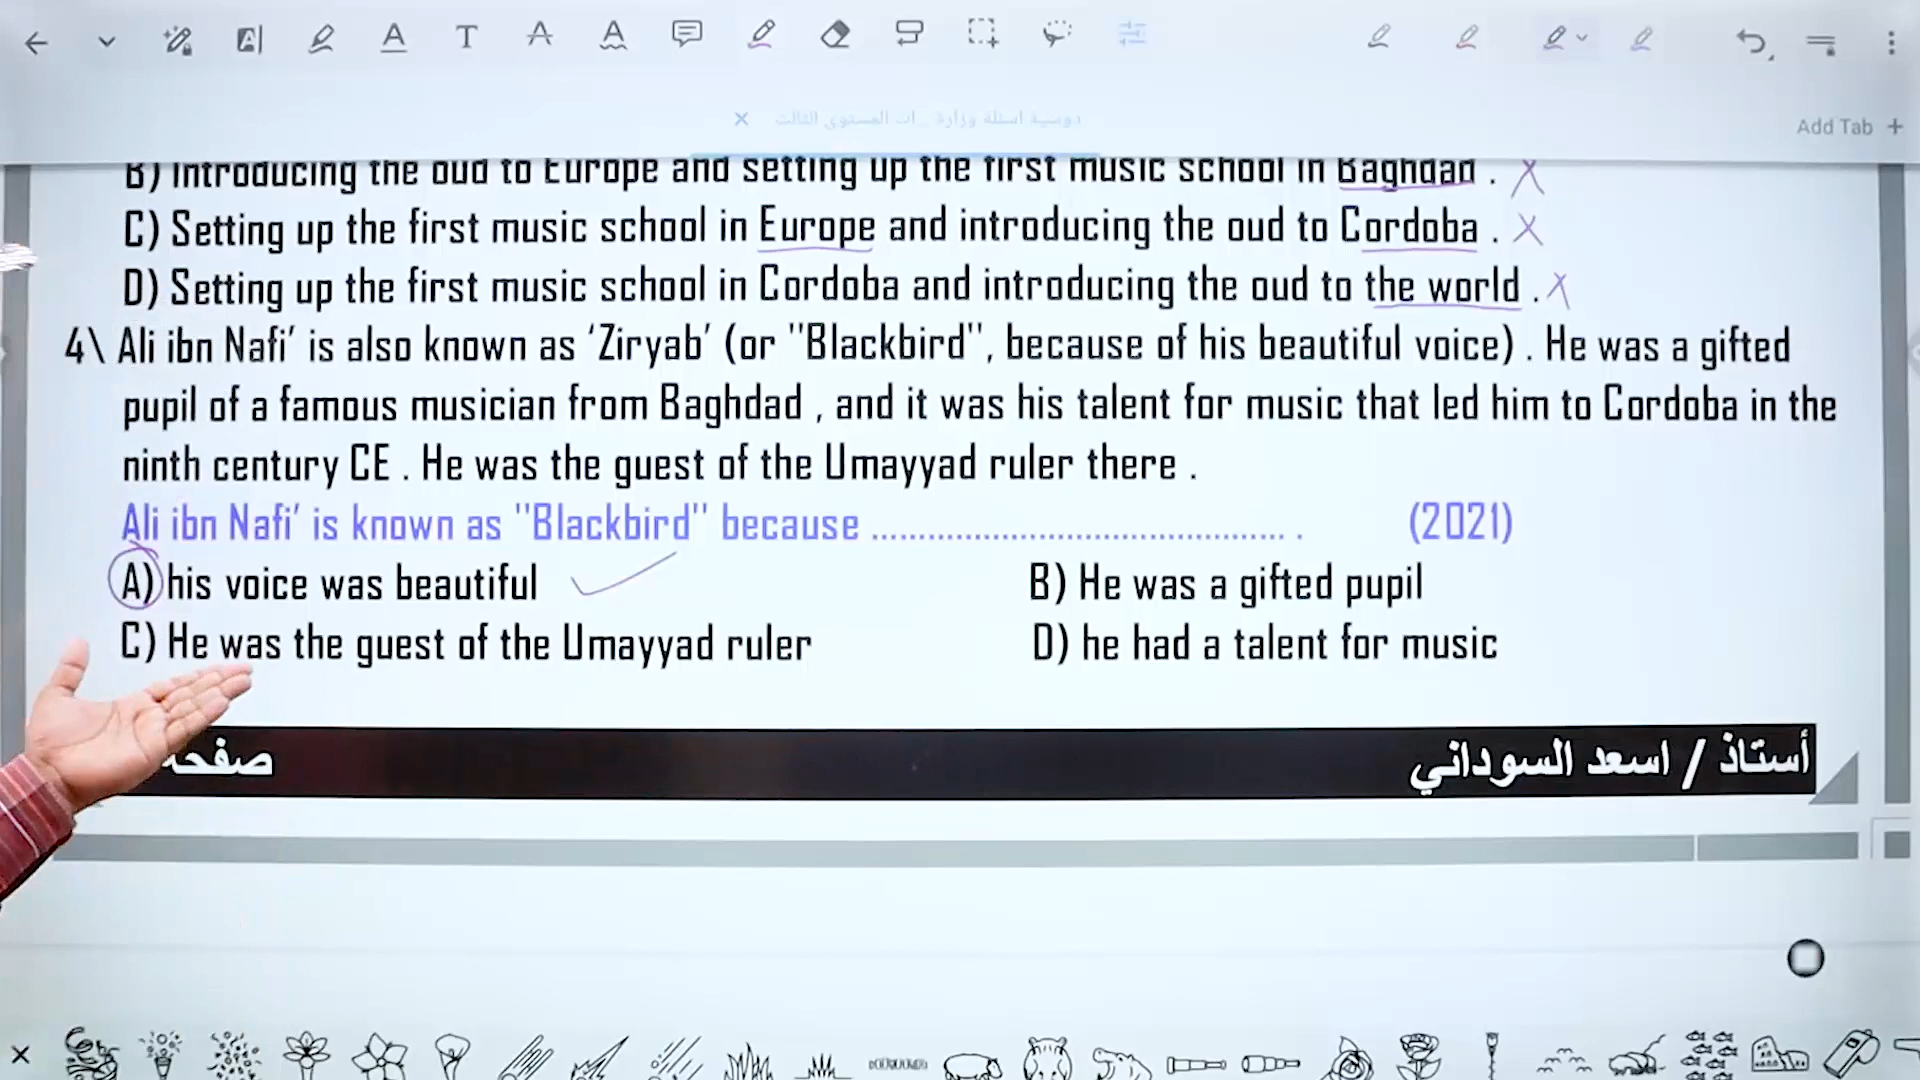 دوسية اسئلة وزارة ... ات المستوى الثالث
Add Tab +
B) Introducing the oud to Europe and setting up the first music school in Baghdad .
C) Setting up the first music school in Europe and introducing the oud to Cordoba .
D) Setting up the first music school in Cordoba and introducing the oud to the world .
4\ Ali ibn Nafi’ is also known as ‘Ziryab’ (or "Blackbird", because of his beautiful voice) . He was a gifted
pupil of a famous musician from Baghdad , and it was his talent for music that led him to Cordoba in the
ninth century CE . He was the guest of the Umayyad ruler there .
Ali ibn Nafi’ is known as "Blackbird" because ............................................ . (2021)
A) his voice was beautiful B) He was a gifted pupil
C) He was the guest of the Umayyad ruler D) he had a talent for music
أستاذ / اسعد السوداني